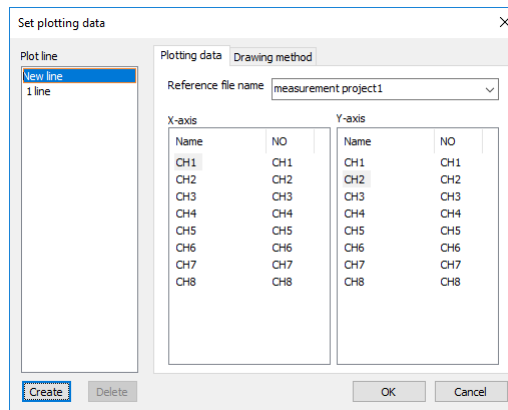 Set plotting data
Plot line
New line
1 line
Create
Delete
Plotting data
Drawing method
Reference file name
measurement project1
X-axis
Name NO
CH1 CH1
CH2 CH2
CH3 CH3
CH4 CH4
CH5 CH5
CH6 CH6
CH7 CH7
CH8 CH8
Y-axis
Name NO
CH1 CH1
CH2 CH2
CH3 CH3
CH4 CH4
CH5 CH5
CH6 CH6
CH7 CH7
CH8 CH8
OK
Cancel